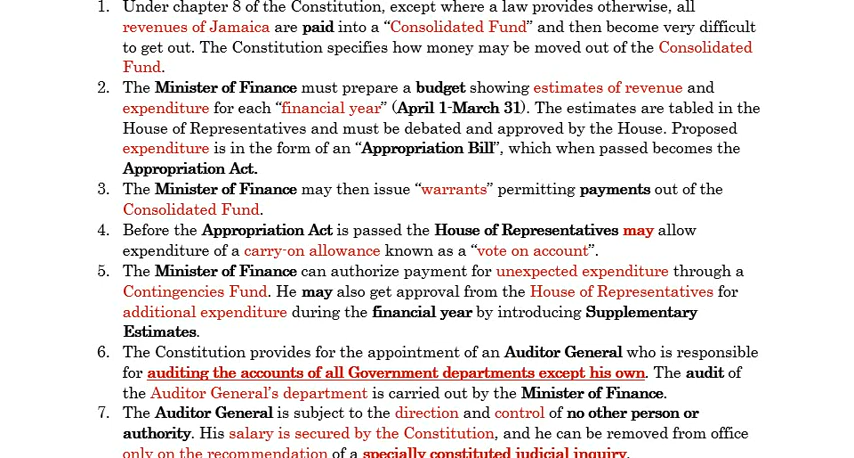 1. Under chapter 8 of the Constitution, except where a law provides otherwise, all
revenues of Jamaica are paid into a “Consolidated Fund” and then become very difficult
to get out. The Constitution specifies how money may be moved out of the Consolidated
Fund.
2. The Minister of Finance must prepare a budget showing estimates of revenue and
expenditure for each “financial year” (April 1-March 31). The estimates are tabled in the
House of Representatives and must be debated and approved by the House. Proposed
expenditure is in the form of an “Appropriation Bill”, which when passed becomes the
Appropriation Act.
3. The Minister of Finance may then issue “warrants” permitting payments out of the
Consolidated Fund.
4. Before the Appropriation Act is passed the House of Representatives may allow
expenditure of a carry-on allowance known as a “vote on account”.
5. The Minister of Finance can authorize payment for unexpected expenditure through a
Contingencies Fund. He may also get approval from the House of Representatives for
additional expenditure during the financial year by introducing Supplementary
Estimates.
6. The Constitution provides for the appointment of an Auditor General who is responsible
for auditing the accounts of all Government departments except his own. The audit of
the Auditor General’s department is carried out by the Minister of Finance.
7. The Auditor General is subject to the direction and control of no other person or
authority. His salary is secured by the Constitution, and he can be removed from office
only on the recommendation of a specially constituted judicial inquiry.